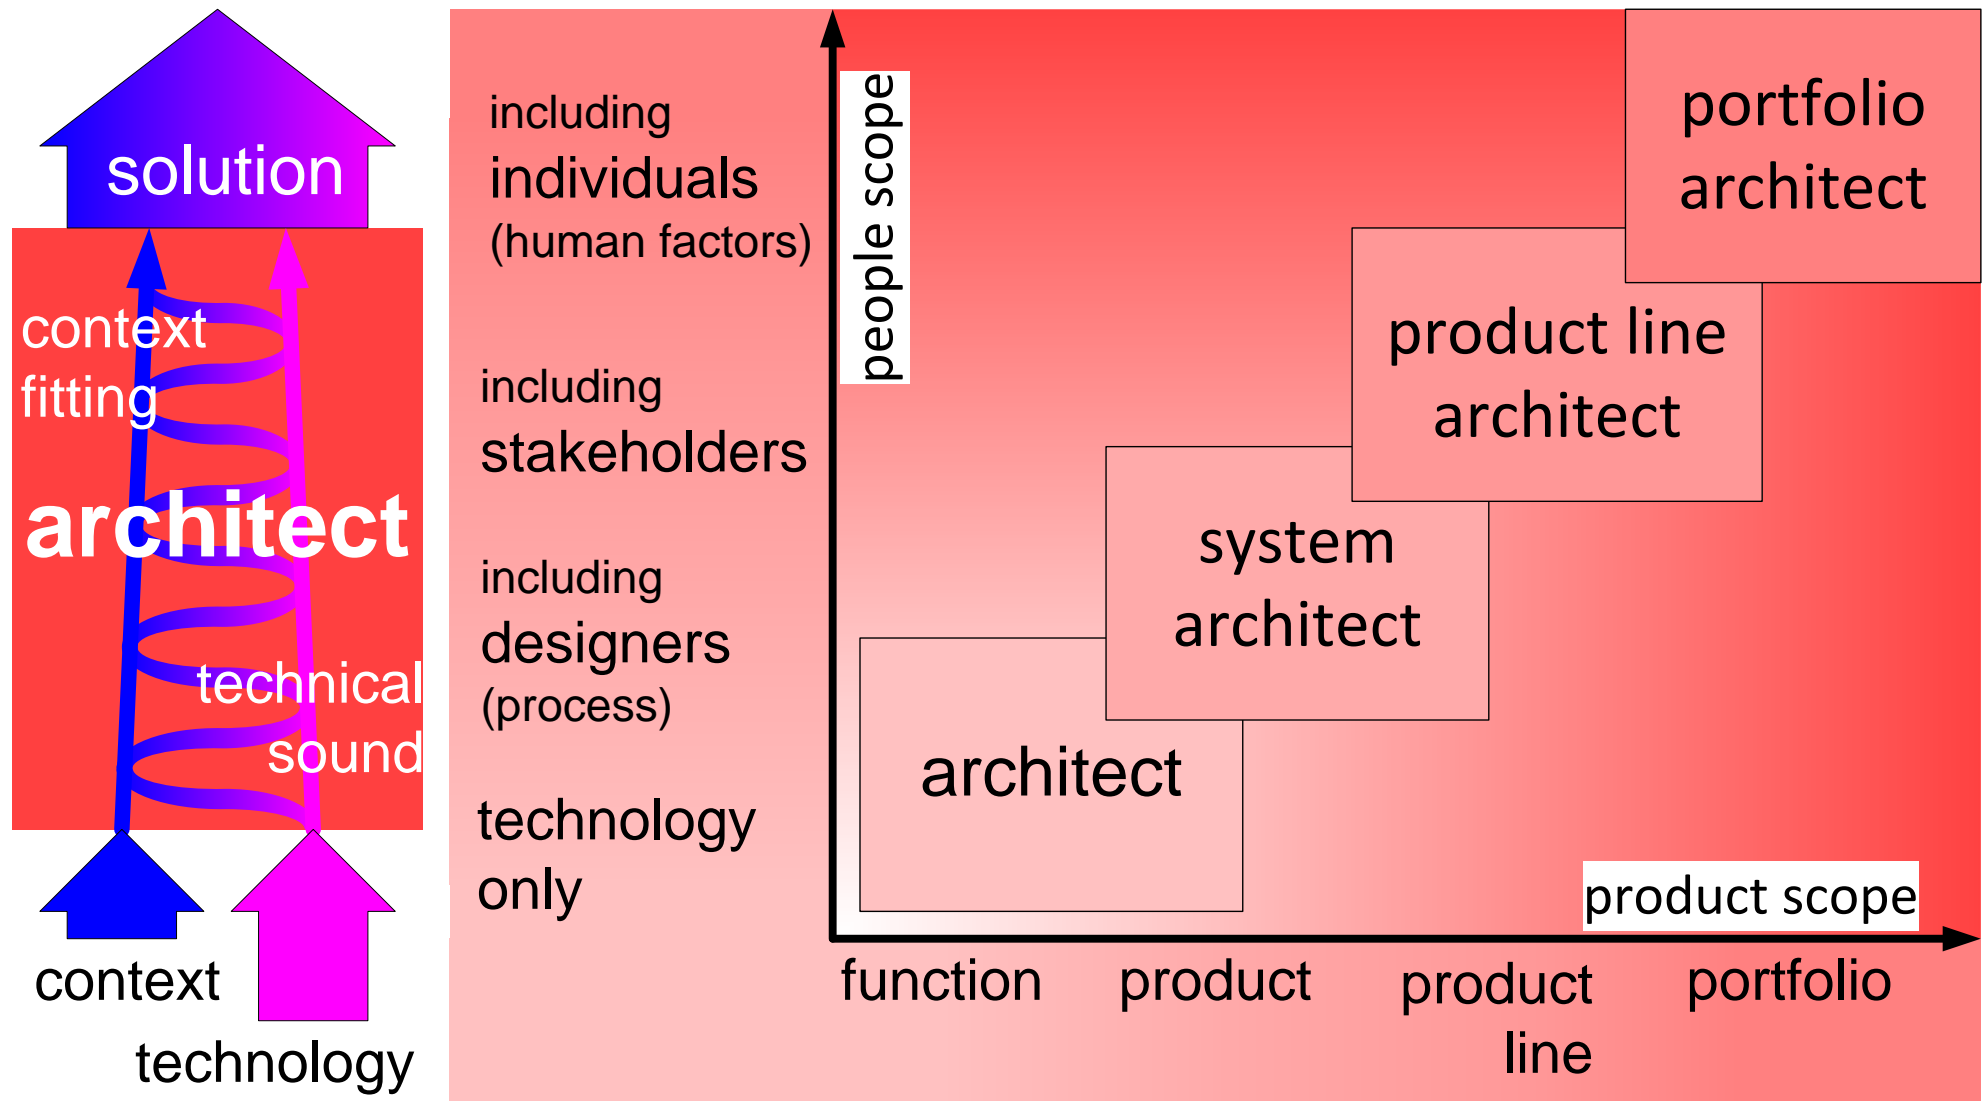 solution
context
fitting
architect
technical
sound
context
technology
including
individuals
(human factors)
including
stakeholders
including
designers
(process)
technology
only
people scope
portfolio
architect
product line
architect
system
architect
architect
product scope
function
product
product
line
portfolio